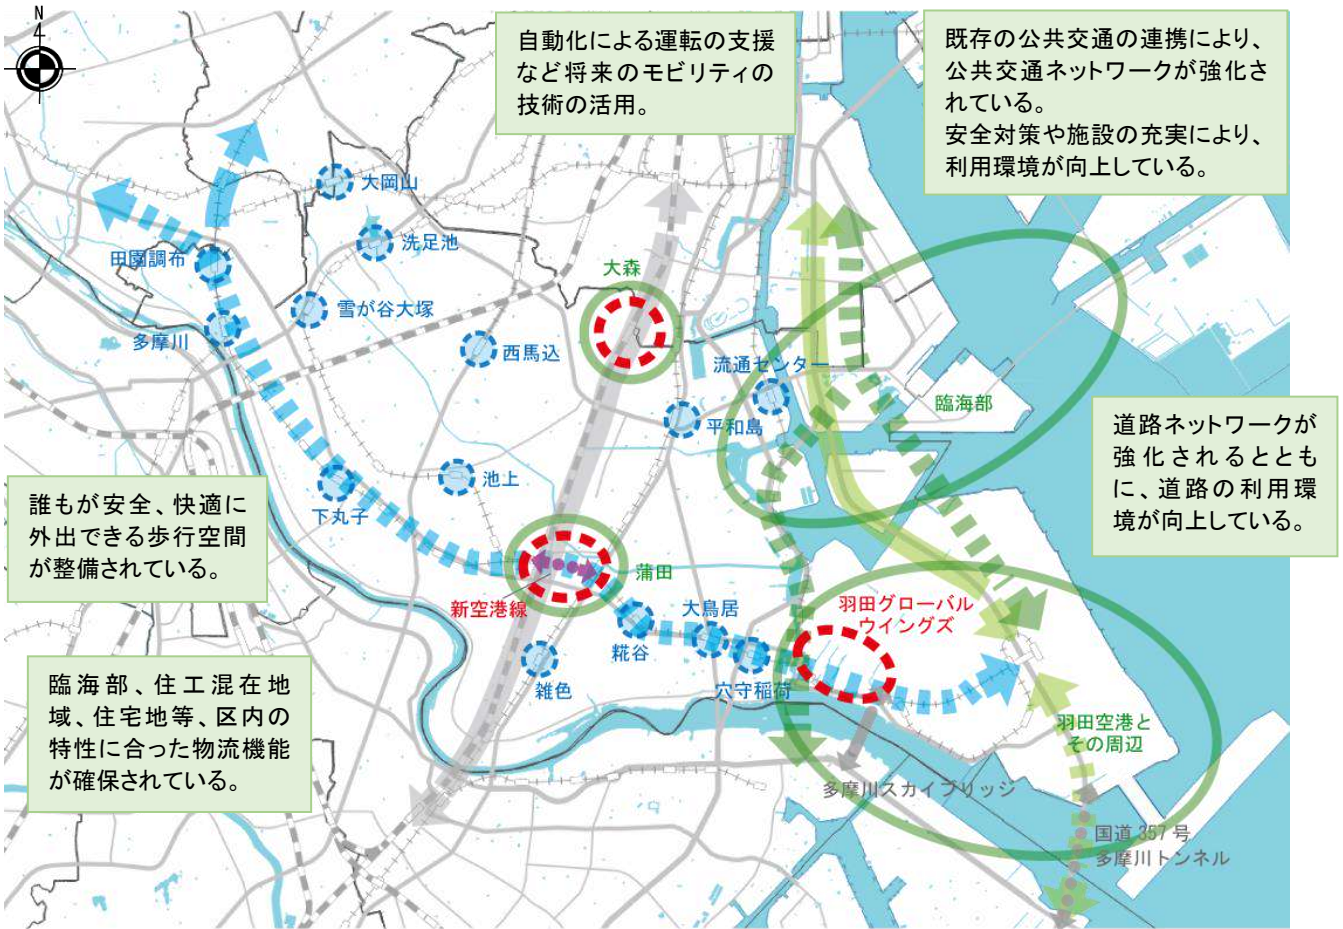 N
自動化による運転の支援
など将来のモビリティの
技術の活用。
既存の公共交通の連携により、
公共交通ネットワークが強化さ
れている。
安全対策や施設の充実により、
利用環境が向上している。
大岡山
洗足池
田園調布
大森
雪が谷大塚
多摩川
西馬込
流通センター
臨海部
平和島
道路ネットワークが
強化されるととも
に、道路の利用環
境が向上している。
池上
下丸子
誰もが安全、快適に
外出できる歩行空間
が整備されている。
蒲田
新空港線
大鳥居
羽田グローバル
ウイングズ
糀谷
雑色
穴守稲荷
臨海部、住工混在地
域、住宅地等、区内の
特性に合った物流機能
が確保されている。
羽田空港と
その周辺
多摩川スカイブリッジ
国道 357 号
多摩川トンネル